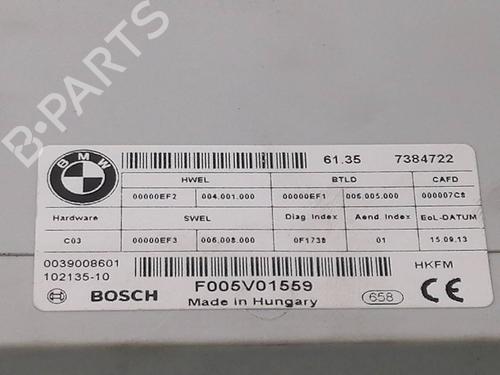 B-PARTS
BMW
61.35 7384722
HWEL BTLD CAFD
00000EF2 004.001.000 00000EF1 006.005.000 000007C8
Hardware SWEL Diag Index Aend Index EoL-DATUM
C03 00000EF3 006.008.000 0F1738 01 15.09.13
0039008601 HKFM
102135-10
BOSCH F005V01559 658 CE
Made in Hungary